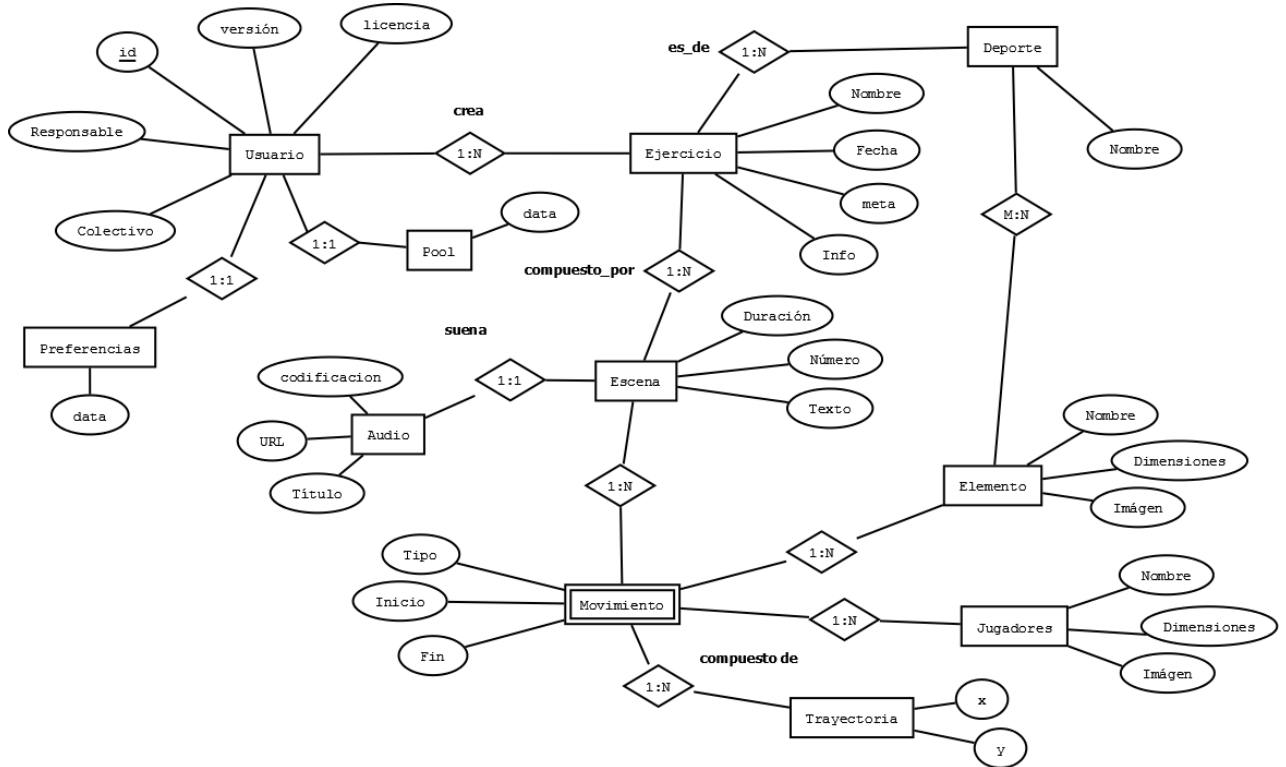 versión
licencia
id
es_de
1:N
Deporte
Nombre
crea
Responsable
Usuario
1:N
Ejercicio
Fecha
Nombre
meta
M:N
data
Colectivo
1:1
Pool
Info
compuesto_por
1:N
1:1
suena
Duración
Preferencias
Número
codificacion
1:1
Escena
Texto
data
Nombre
URL
Audio
Dimensiones
Título
1:N
Elemento
Imágen
Tipo
1:N
Nombre
Inicio
Movimiento
1:N
Jugadores
Dimensiones
Fin
compuesto de
Imágen
1:N
x
Trayectoria
y